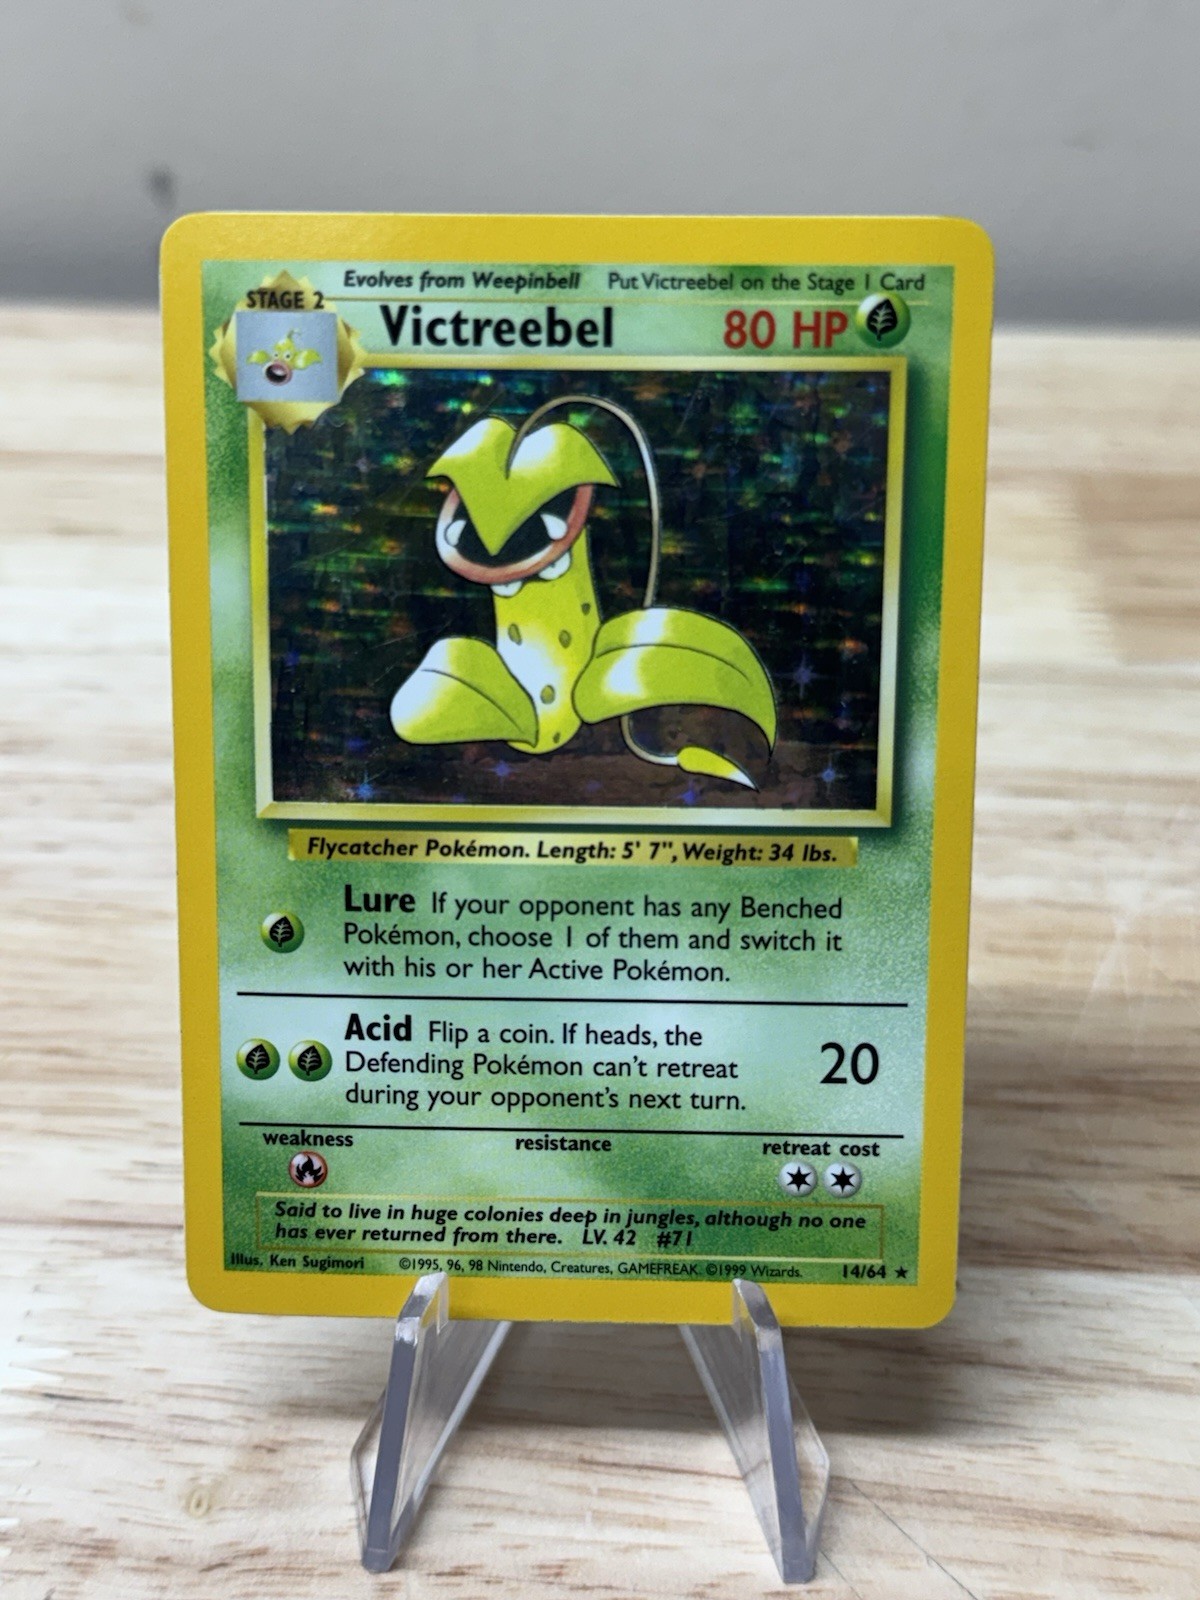 Evolves from Weepinbell Put Victreebel on the Stage 1 Card
STAGE 2
Victreebel 80 HP
Flycatcher Pokémon. Length: 5' 7", Weight: 34 lbs.
Lure If your opponent has any Benched
Pokémon, choose 1 of them and switch it
with his or her Active Pokémon.
Acid Flip a coin. If heads, the
Defending Pokémon can't retreat
during your opponent's next turn.
20
weakness resistance retreat cost
Said to live in huge colonies deep in jungles, although no one
has ever returned from there. LV. 42 #71
Illus. Ken Sugimori ©1995, 96, 98 Nintendo, Creatures, GAMEFREAK. ©1999 Wizards. 14/64 ★